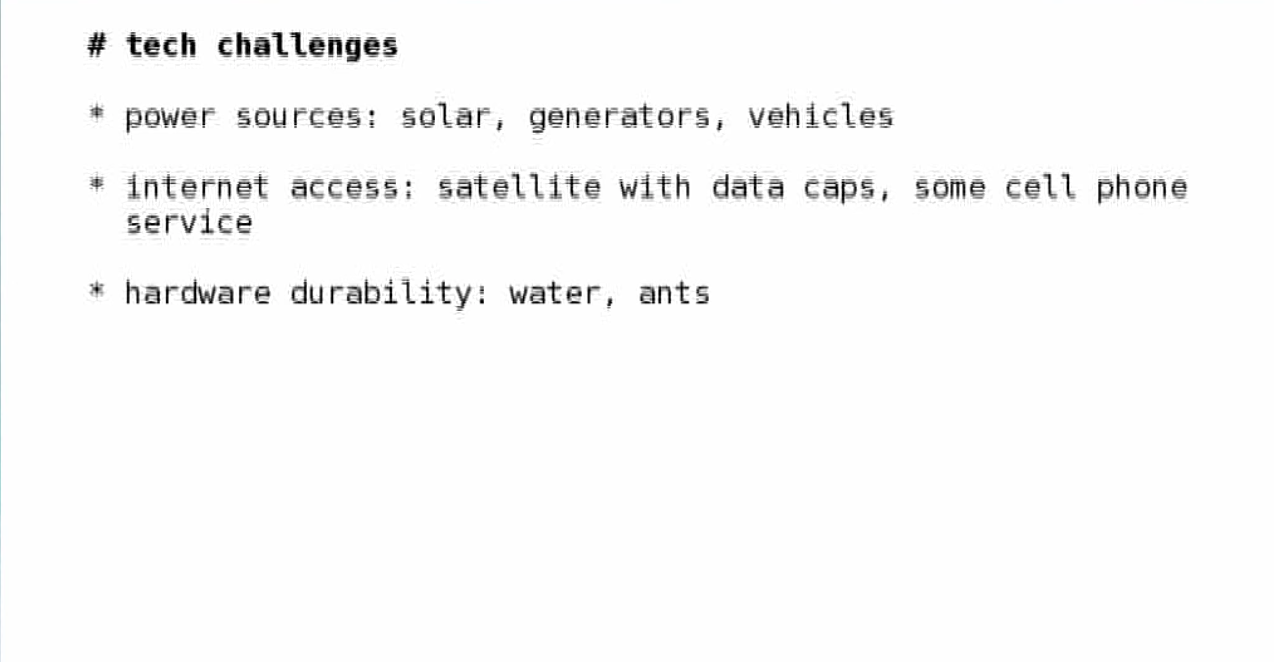 # tech challenges
* power sources: solar, generators, vehicles
* internet access: satellite with data caps, some cell phone
service
* hardware durability: water, ants